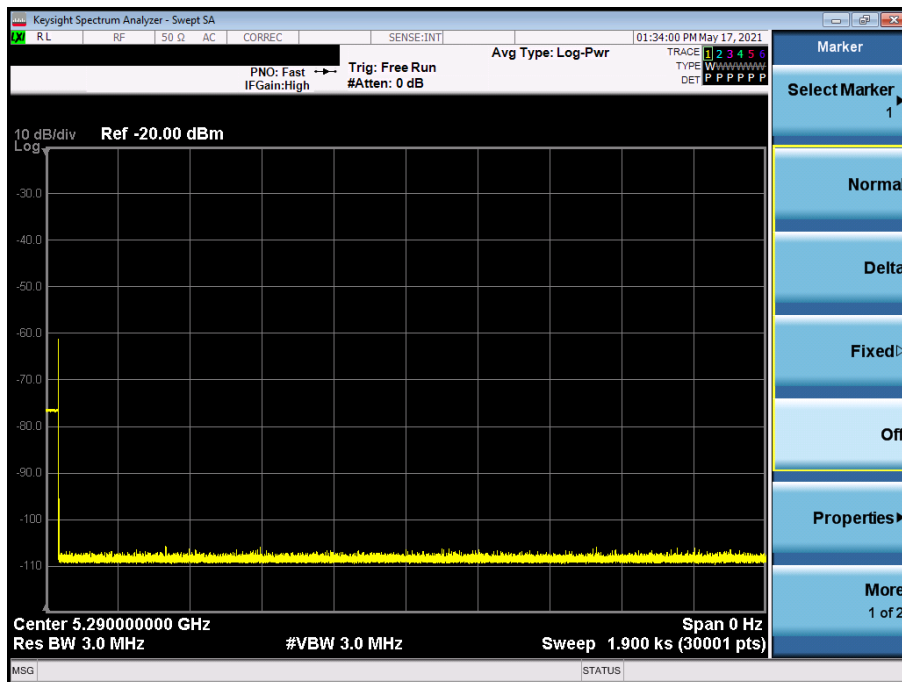 Keysight Spectrum Analyzer - Swept SA
LXI RL RF 50 Ω AC CORREC SENSE:INT 01:34:00 PM May 17, 2021
PNO: Fast
IFGain:High
Trig: Free Run
#Atten: 0 dB
Avg Type: Log-Pwr
TRACE 1 2 3 4 5 6
TYPE WWWWWW
DET P P P P P P
10 dB/div Ref -20.00 dBm
Log
-30.0
-40.0
-50.0
-60.0
-70.0
-80.0
-90.0
-100
-110
Center 5.290000000 GHz Span 0 Hz
Res BW 3.0 MHz #VBW 3.0 MHz Sweep 1.900 ks (30001 pts)
MSG STATUS
Marker
Select Marker
1
Norma
Delta
Fixed
Off
Properties
More
1 of 2